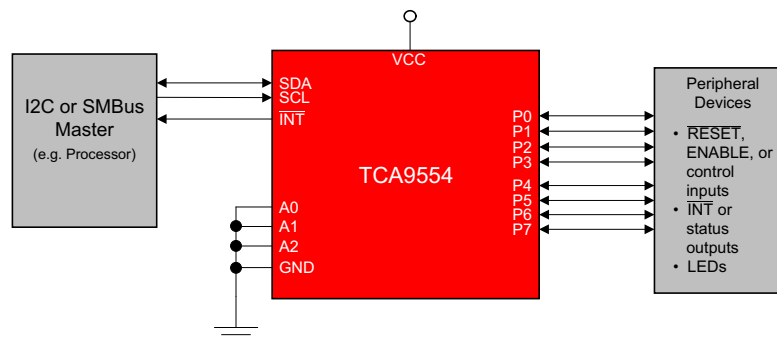 VCC
I2C or SMBus
Master
(e.g. Processor)
SDA
SCL
INT
A0
A1
A2
GND
TCA9554
P0
P1
P2
P3
P4
P5
P6
P7
Peripheral
Devices
• RESET,
ENABLE, or
control
inputs
• INT or
status
outputs
• LEDs